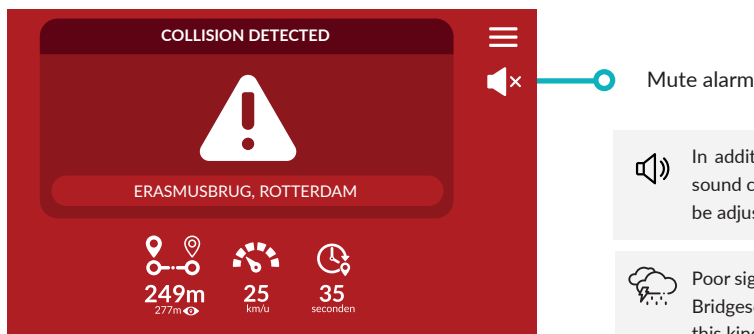 COLLISION DETECTED
ERASMUSBRUG, ROTTERDAM
249m
277m
25
km/u
35
seconden
Mute alarm
In addit
sound o
be adjus
Poor sig
Bridges
this kin